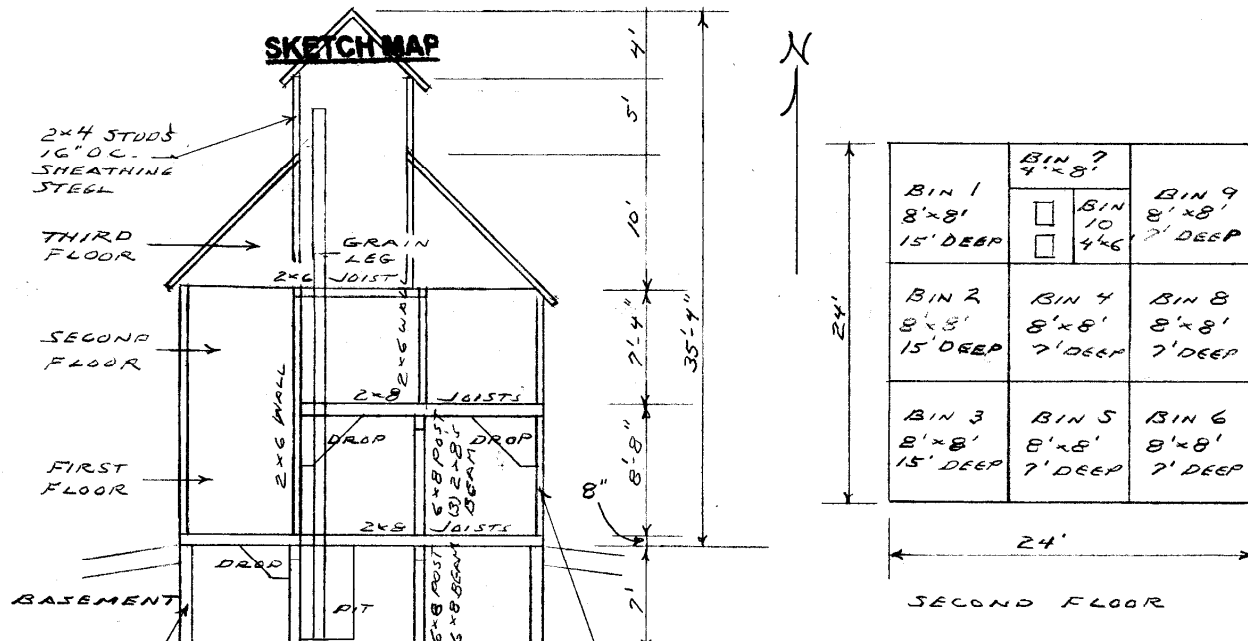 SKETCH MAP
2×4 STUDS
16" O.C.
SHEATHING
STEEL
THIRD
FLOOR
GRAIN
LEG
2×6 JOIST
SECOND
FLOOR
2×6 WALL
2×6 WALL
2×8 JOISTS
DROP
DROP
FIRST
FLOOR
6×8 POST
(3) 2×8'S
BEAM
2×8 JOISTS
DROP
BASEMENT
PIT
6×8 POST
6×8 BEAM
4'
5'
10'
7'-4"
8'-8"
8"
7'
35'-4"
N
BIN 1
8'×8'
15' DEEP
BIN 7
4'×8'
BIN
10
4'×6'
BIN 9
8'×8'
7' DEEP
BIN 2
8'×8'
15' DEEP
BIN 4
8'×8'
7' DEEP
BIN 8
8'×8'
7' DEEP
BIN 3
8'×8'
15' DEEP
BIN 5
8'×8'
7' DEEP
BIN 6
8'×8'
7' DEEP
24'
24'
SECOND FLOOR